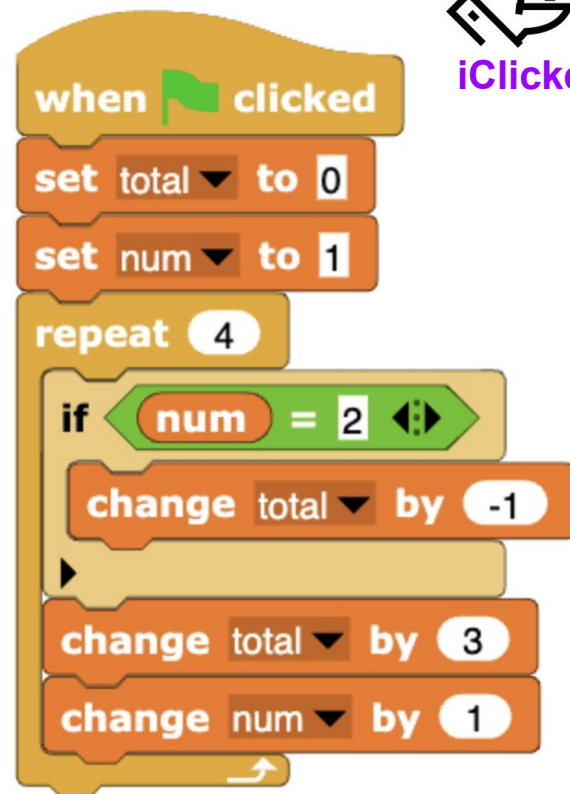 when clicked
iClicke
set total to 0
set num to 1
repeat 4
if num = 2
change total by -1
change total by 3
change num by 1